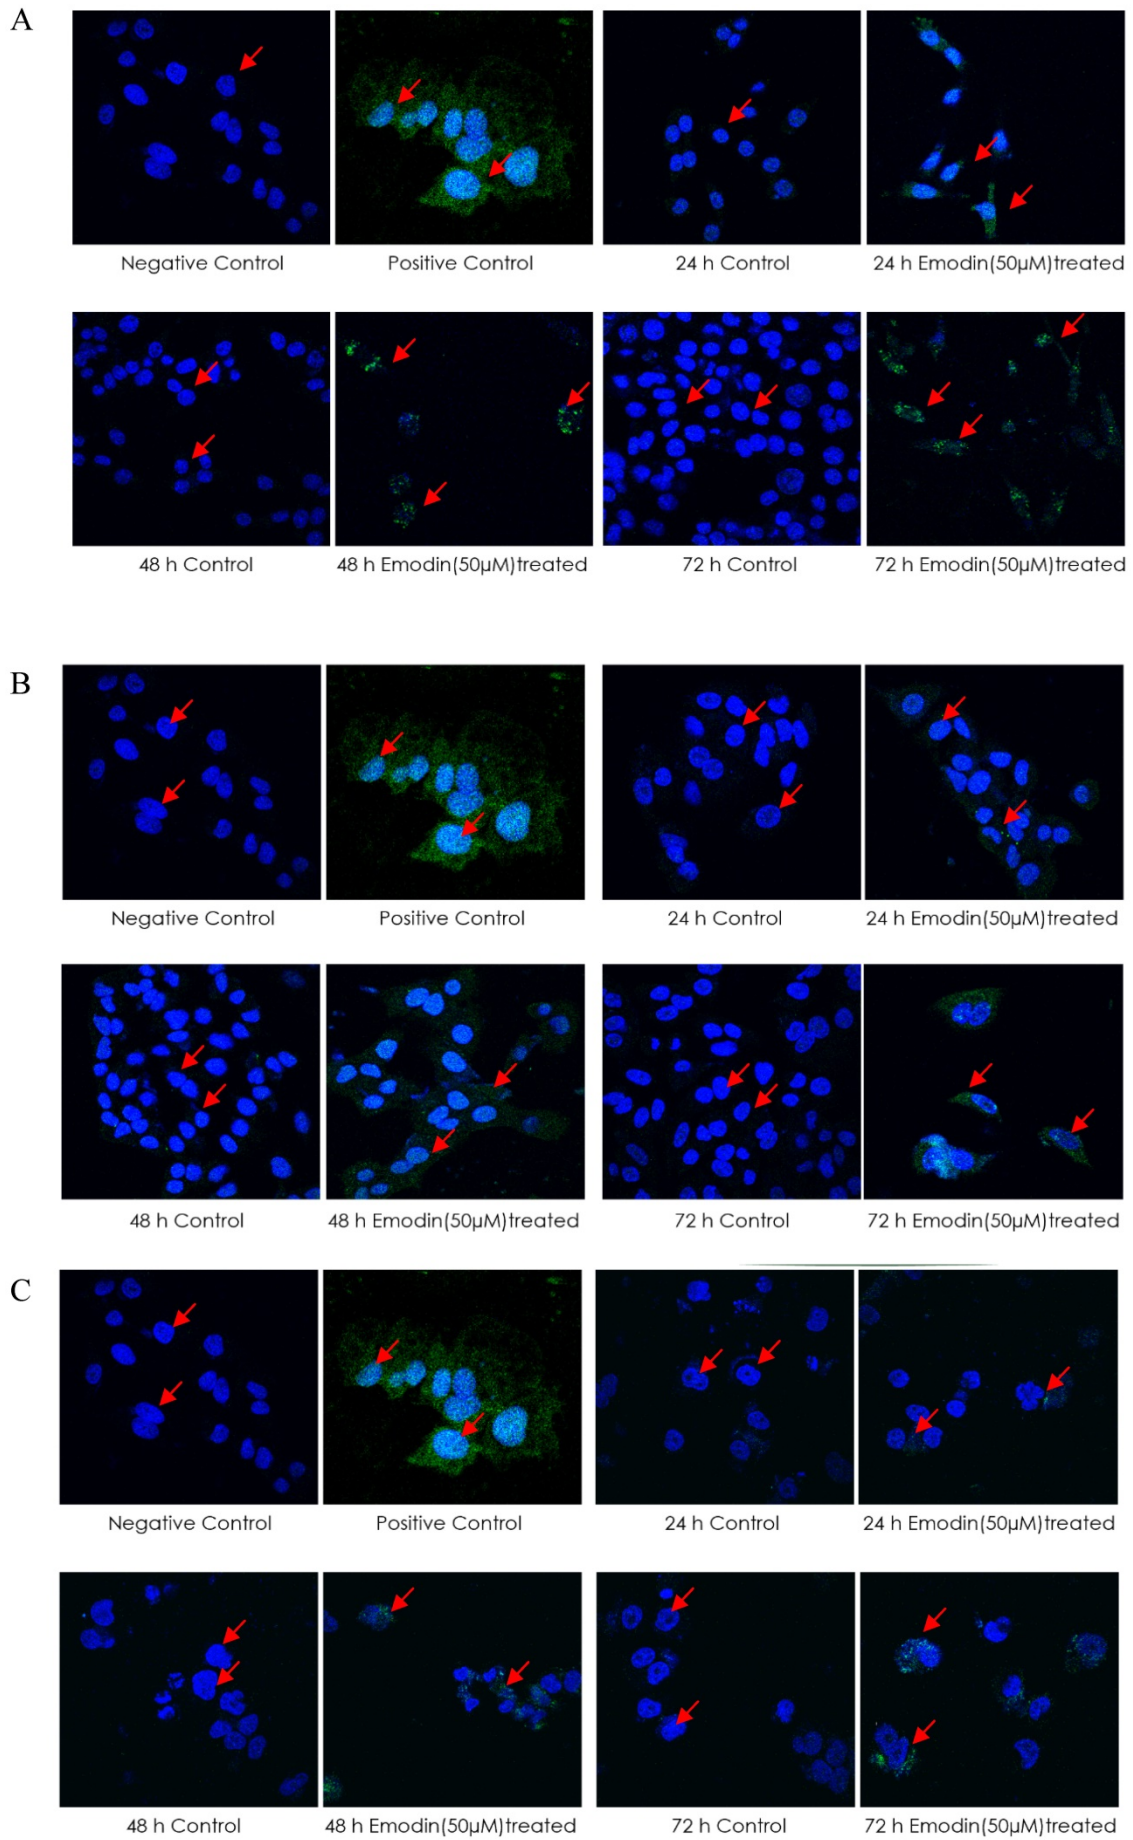 A
Negative Control Positive Control 24 h Control 24 h Emodin(50µM)treated
48 h Control 48 h Emodin(50µM)treated 72 h Control 72 h Emodin(50µM)treated
B
Negative Control Positive Control 24 h Control 24 h Emodin(50µM)treated
48 h Control 48 h Emodin(50µM)treated 72 h Control 72 h Emodin(50µM)treated
C
Negative Control Positive Control 24 h Control 24 h Emodin(50µM)treated
48 h Control 48 h Emodin(50µM)treated 72 h Control 72 h Emodin(50µM)treated